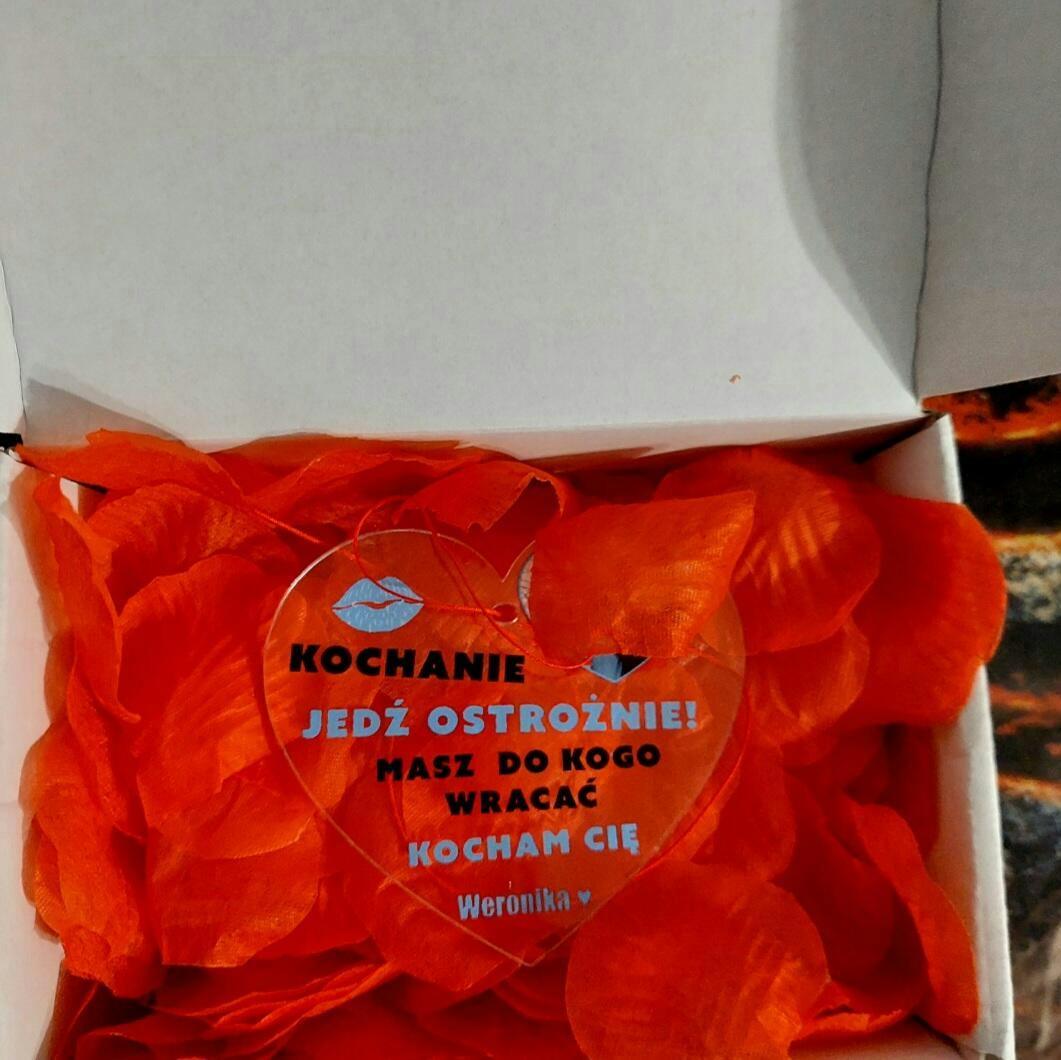 KOCHANIE
JEDŹ OSTROŻNIE!
MASZ DO KOGO
WRACAĆ
KOCHAM CIĘ
Weronika ♥